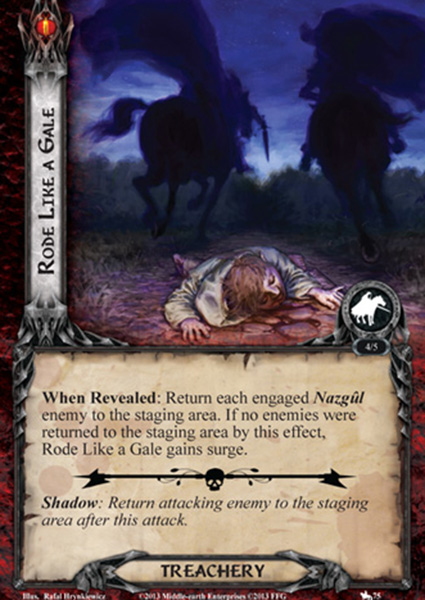 Rode Like a Gale
4/5
When Revealed: Return each engaged Nazgûl
enemy to the staging area. If no enemies were
returned to the staging area by this effect,
Rode Like a Gale gains surge.
Shadow: Return attacking enemy to the staging
area after this attack.
TREACHERY
Illus. Rafal Hrynkiewicz ©2013 Middle-earth Enterprises ©2013 FFG 75